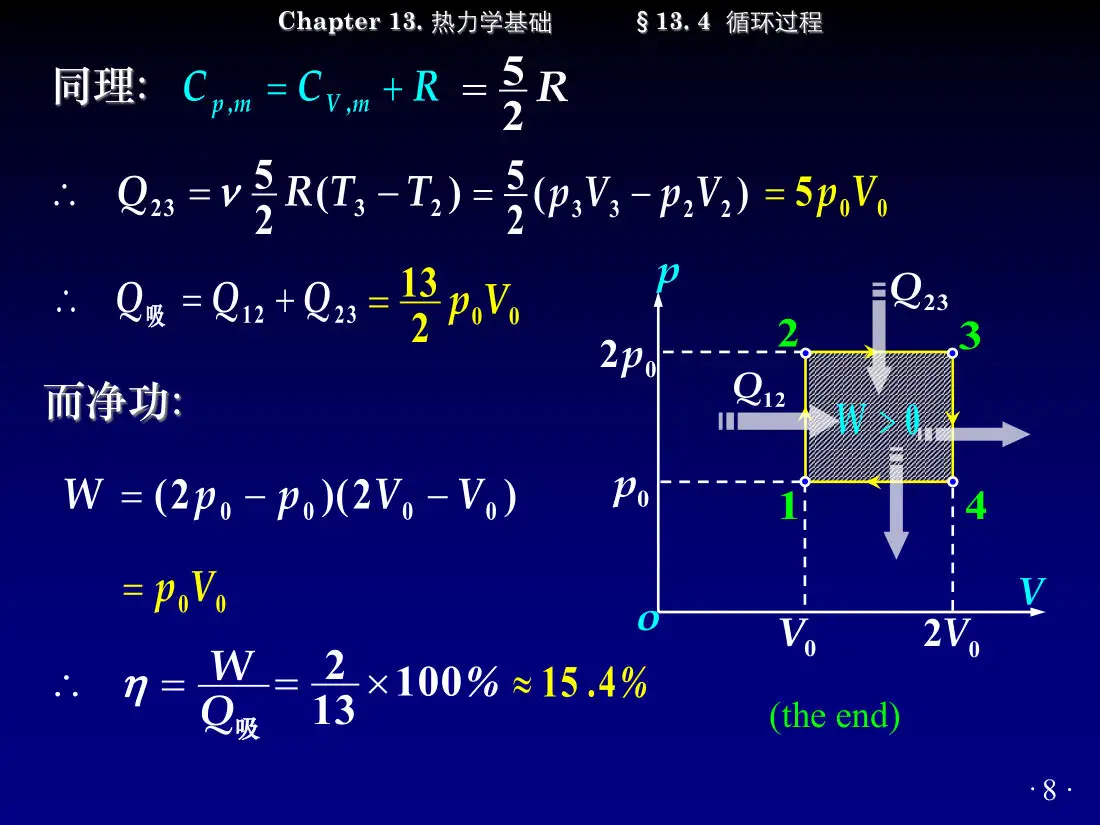 Chapter 13. 热力学基础 §13. 4 循环过程
同理: C p,m = C V,m + R = 5/2 R
∴ Q23 = ν 5/2 R(T3 − T2) = 5/2 (p3V3 − p2V2) = 5p0V0
∴ Q吸 = Q12 + Q23 = 13/2 p0V0
而净功:
W = (2p0 − p0)(2V0 − V0)
= p0V0
∴ η = W/Q吸 = 2/13 × 100% ≈ 15.4%
p
Q23
2 3
2p0
Q12
W > 0
p0
1 4
V
o
V0 2V0
(the end)
·8·